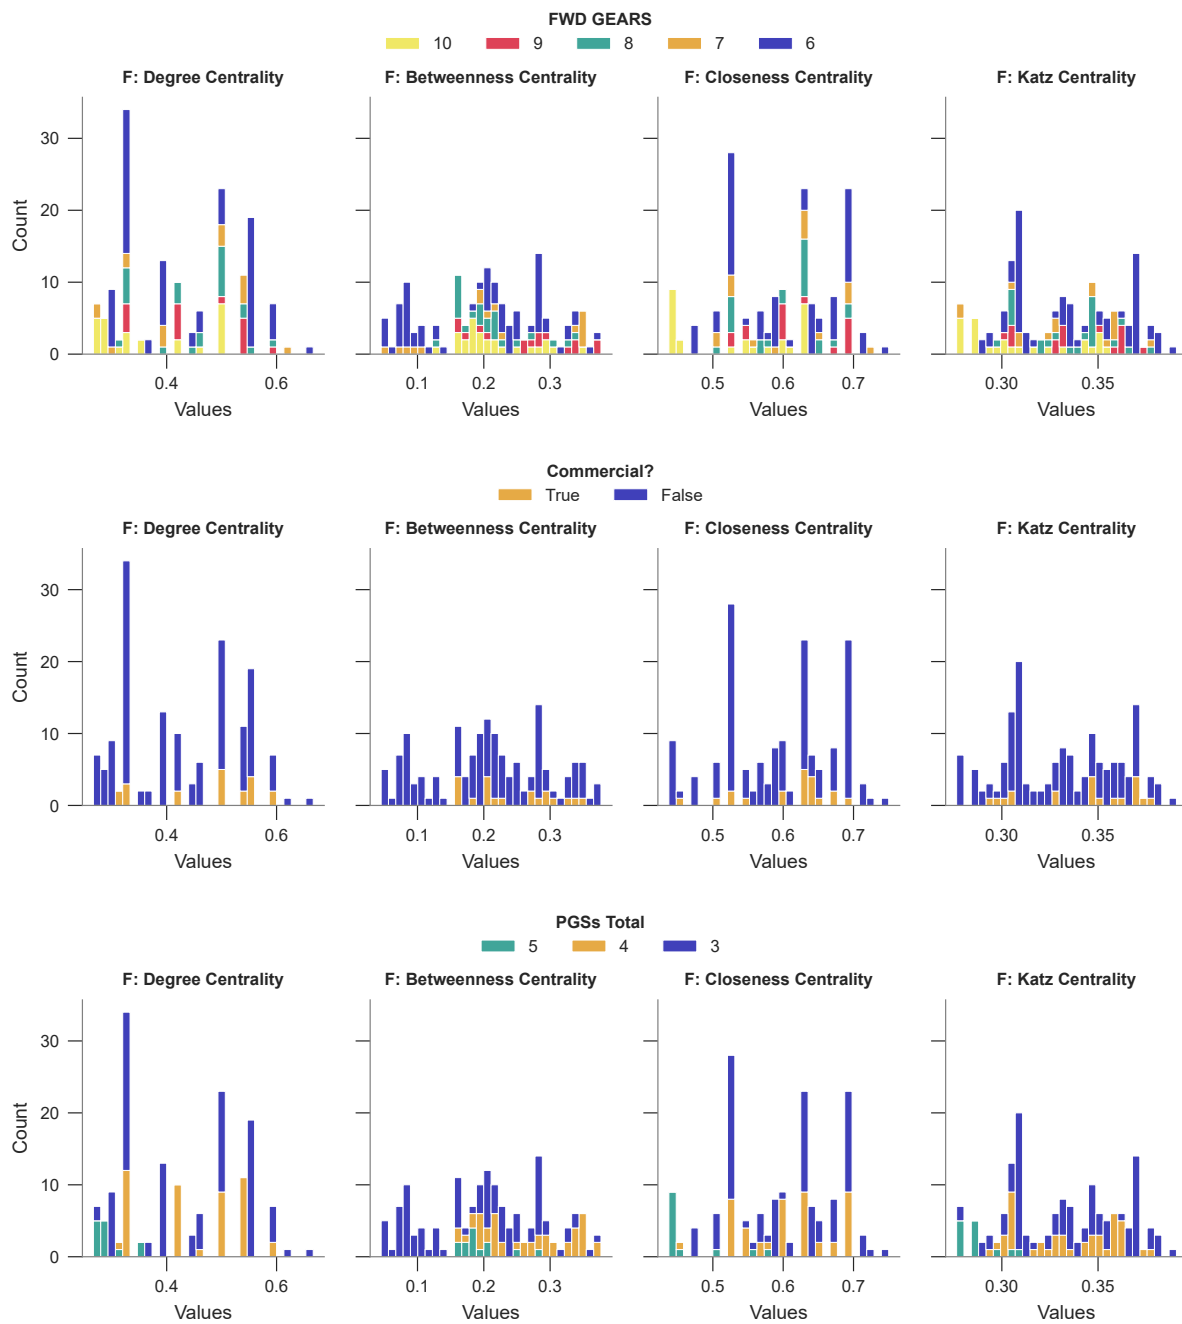 FWD GEARS
10 9 8 7 6
F: Degree Centrality F: Betweenness Centrality F: Closeness Centrality F: Katz Centrality
30
20
10
0
Count
0.4 0.6 0.1 0.2 0.3 0.5 0.6 0.7 0.30 0.35
Values Values Values Values
Commercial?
True False
F: Degree Centrality F: Betweenness Centrality F: Closeness Centrality F: Katz Centrality
30
20
10
0
Count
0.4 0.6 0.1 0.2 0.3 0.5 0.6 0.7 0.30 0.35
Values Values Values Values
PGSs Total
5 4 3
F: Degree Centrality F: Betweenness Centrality F: Closeness Centrality F: Katz Centrality
30
20
10
0
Count
0.4 0.6 0.1 0.2 0.3 0.5 0.6 0.7 0.30 0.35
Values Values Values Values